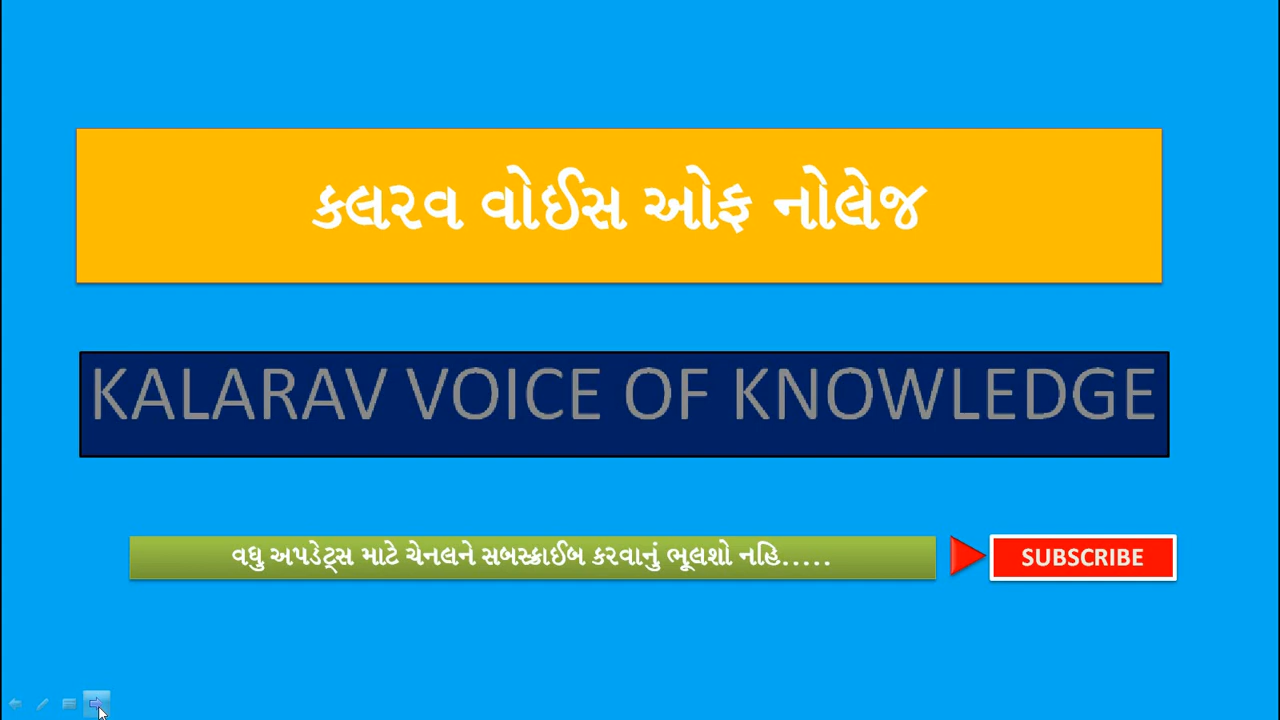 કલરવ વોઈસ ઓફ નોલેજ
KALARAV VOICE OF KNOWLEDGE
વધુ અપડેટ્સ માટે ચેનલને સબસ્ક્રાઈબ કરવાનું ભૂલશો નહિ.....
SUBSCRIBE